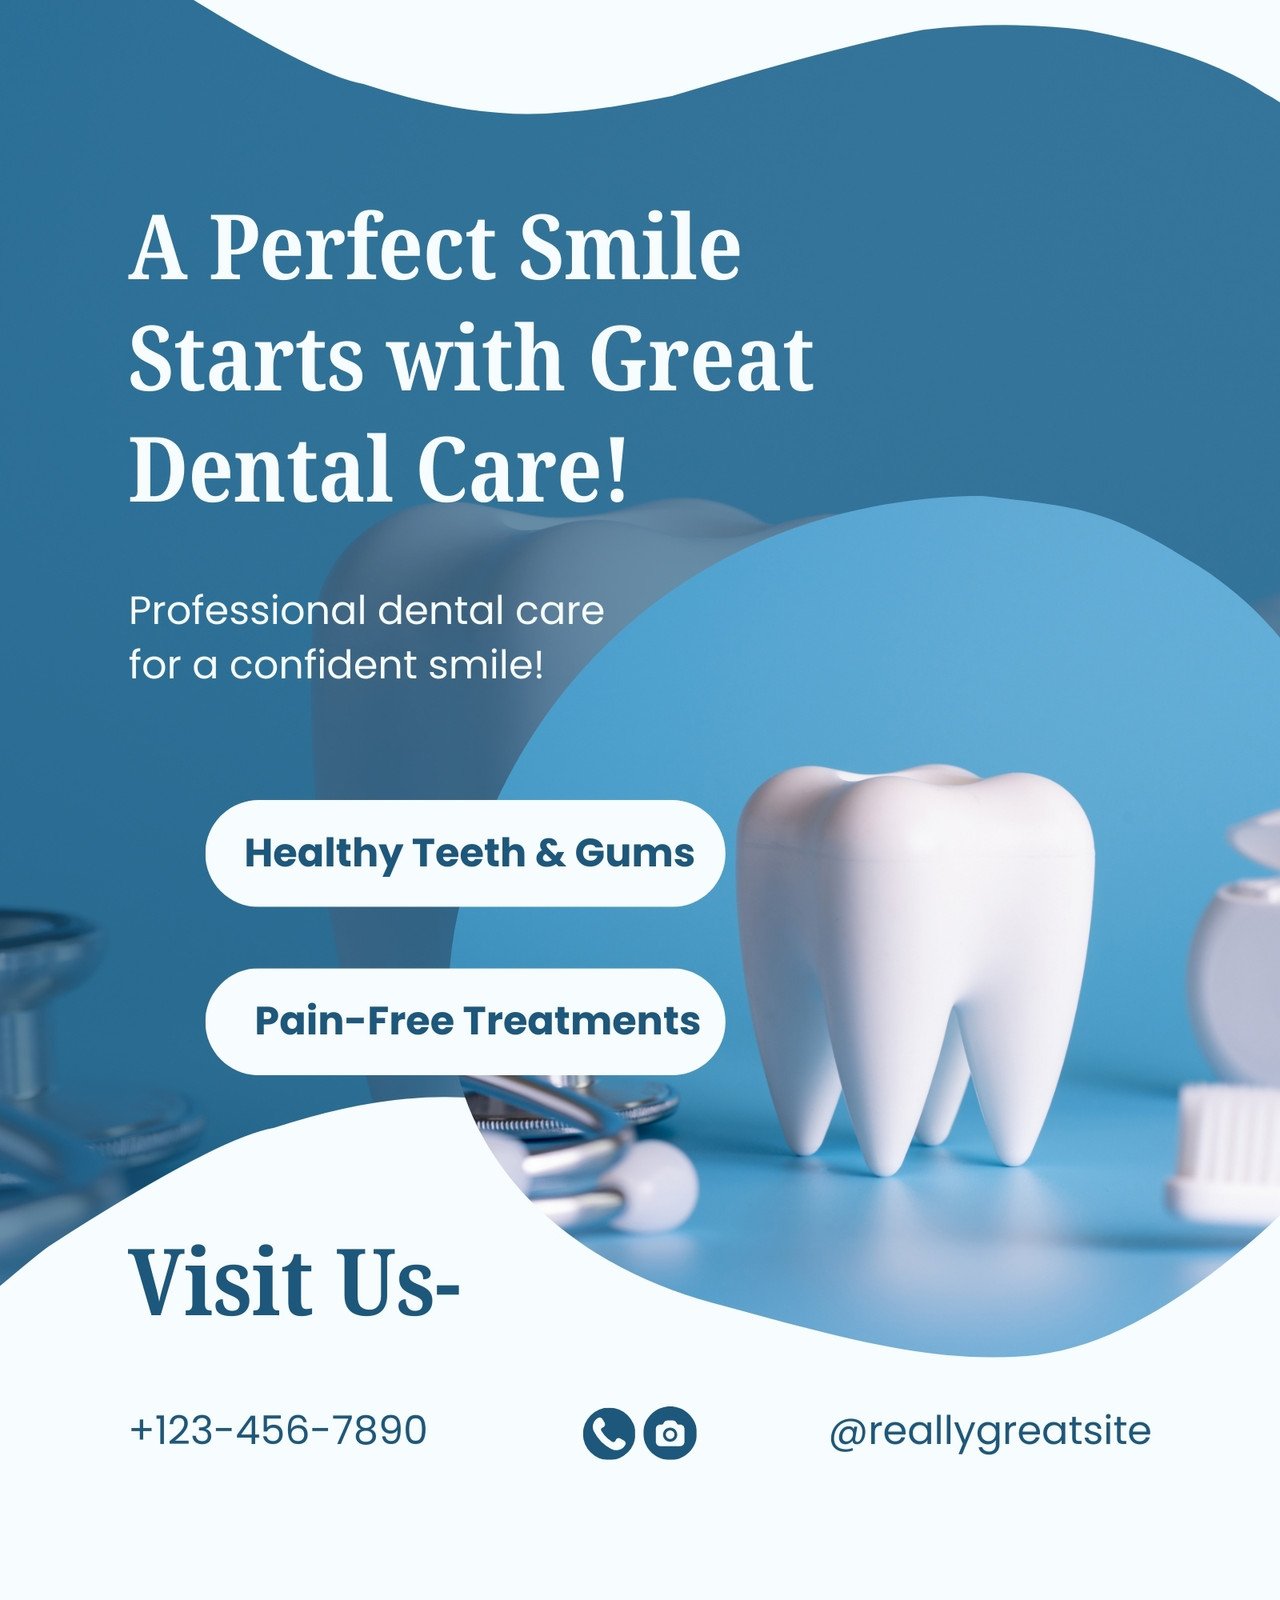 A Perfect Smile
Starts with Great
Dental Care!
Professional dental care
for a confident smile!
Healthy Teeth & Gums
Pain-Free Treatments
Visit Us-
+123-456-7890
@reallygreatsite